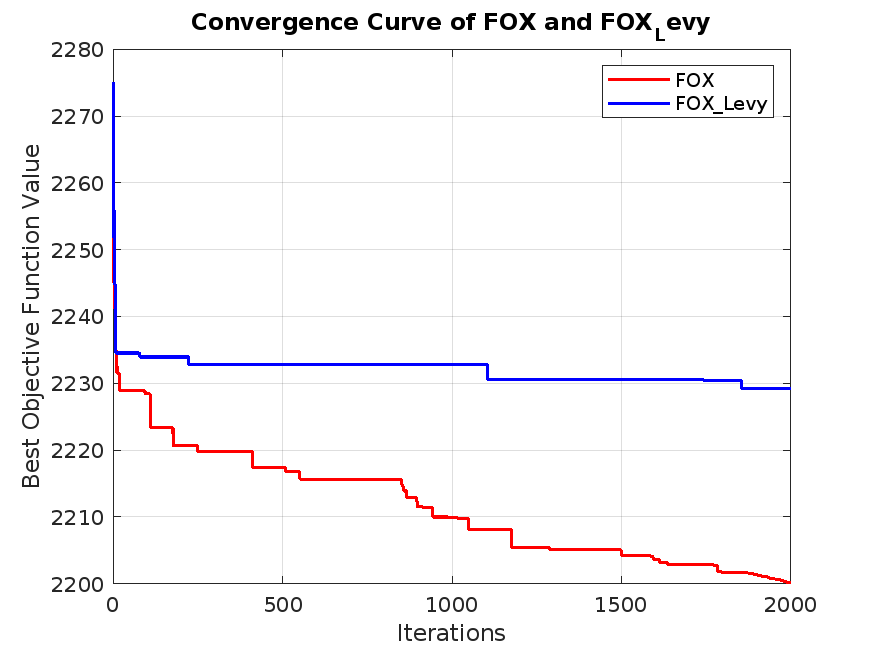 Convergence Curve of FOX and FOX_Levy
FOX
FOX_Levy
Best Objective Function Value
2280
2270
2260
2250
2240
2230
2220
2210
2200
0 500 1000 1500 2000
Iterations